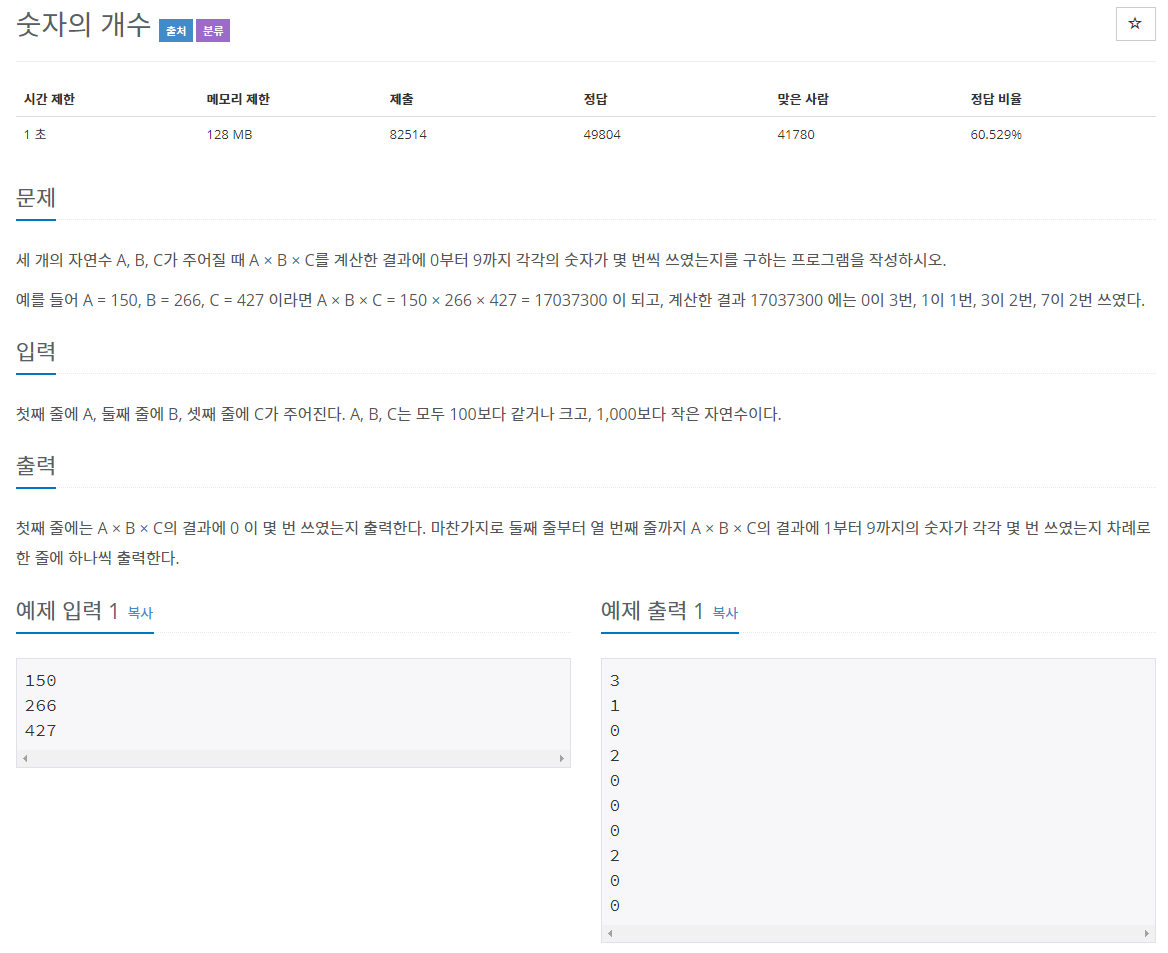 숫자의 개수 출처 분류
☆
시간 제한 메모리 제한 제출 정답 맞은 사람 정답 비율
1 초 128 MB 82514 49804 41780 60.529%
문제
세 개의 자연수 A, B, C가 주어질 때 A × B × C를 계산한 결과에 0부터 9까지 각각의 숫자가 몇 번씩 쓰였는지를 구하는 프로그램을 작성하시오.
예를 들어 A = 150, B = 266, C = 427 이라면 A × B × C = 150 × 266 × 427 = 17037300 이 되고, 계산한 결과 17037300 에는 0이 3번, 1이 1번, 3이 2번, 7이 2번 쓰였다.
입력
첫째 줄에 A, 둘째 줄에 B, 셋째 줄에 C가 주어진다. A, B, C는 모두 100보다 같거나 크고, 1,000보다 작은 자연수이다.
출력
첫째 줄에는 A × B × C의 결과에 0 이 몇 번 쓰였는지 출력한다. 마찬가지로 둘째 줄부터 열 번째 줄까지 A × B × C의 결과에 1부터 9까지의 숫자가 각각 몇 번 쓰였는지 차례로
한 줄에 하나씩 출력한다.
예제 입력 1 복사
150
266
427
예제 출력 1 복사
3
1
0
2
0
0
0
2
0
0